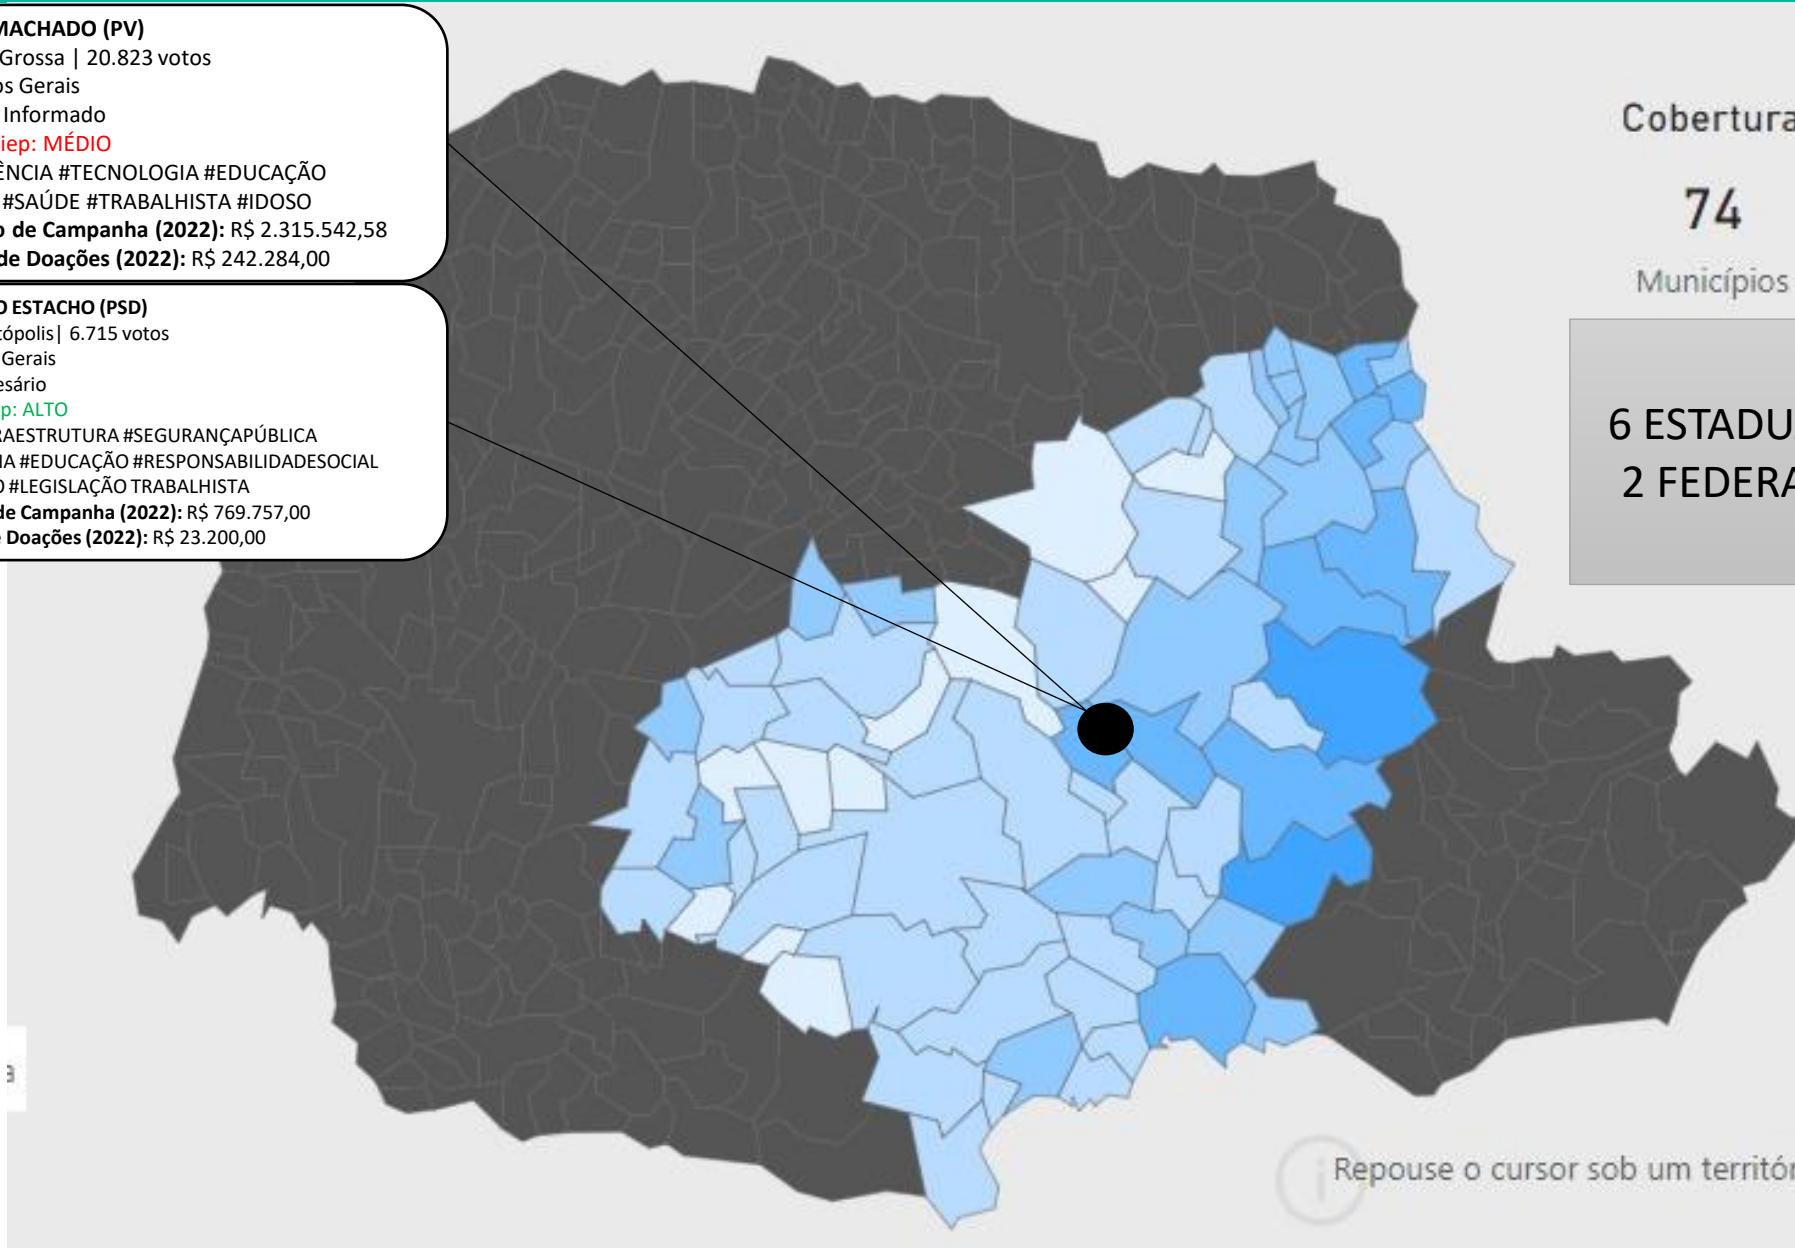 MACHADO (PV)
Grossa | 20.823 votos
os Gerais
Informado
iep: MÉDIO
ÊNCIA #TECNOLOGIA #EDUCAÇÃO
#SAÚDE #TRABALHISTA #IDOSO
o de Campanha (2022): R$ 2.315.542,58
de Doações (2022): R$ 242.284,00
O ESTACHO (PSD)
tópolis| 6.715 votos
Gerais
esário
p: ALTO
RAESTRUTURA #SEGURANÇAPÚBLICA
IA #EDUCAÇÃO #RESPONSABILIDADESOCIAL
O #LEGISLAÇÃO TRABALHISTA
de Campanha (2022): R$ 769.757,00
e Doações (2022): R$ 23.200,00
Cobertura
74
Municípios
6 ESTADU
2 FEDERA
a
Repouse o cursor sob um territór